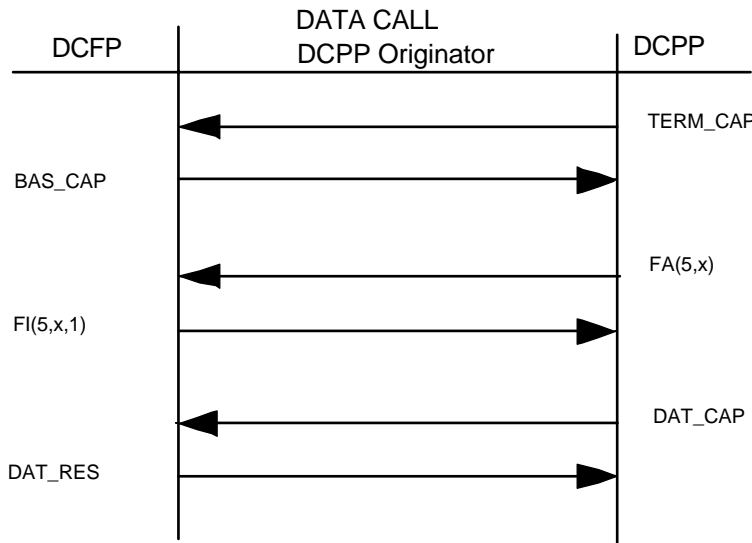 DATA CALL
DCFP
DCPP Originator
DCPP
TERM_CAP
BAS_CAP
FA(5,x)
FI(5,x,1)
DAT_CAP
DAT_RES